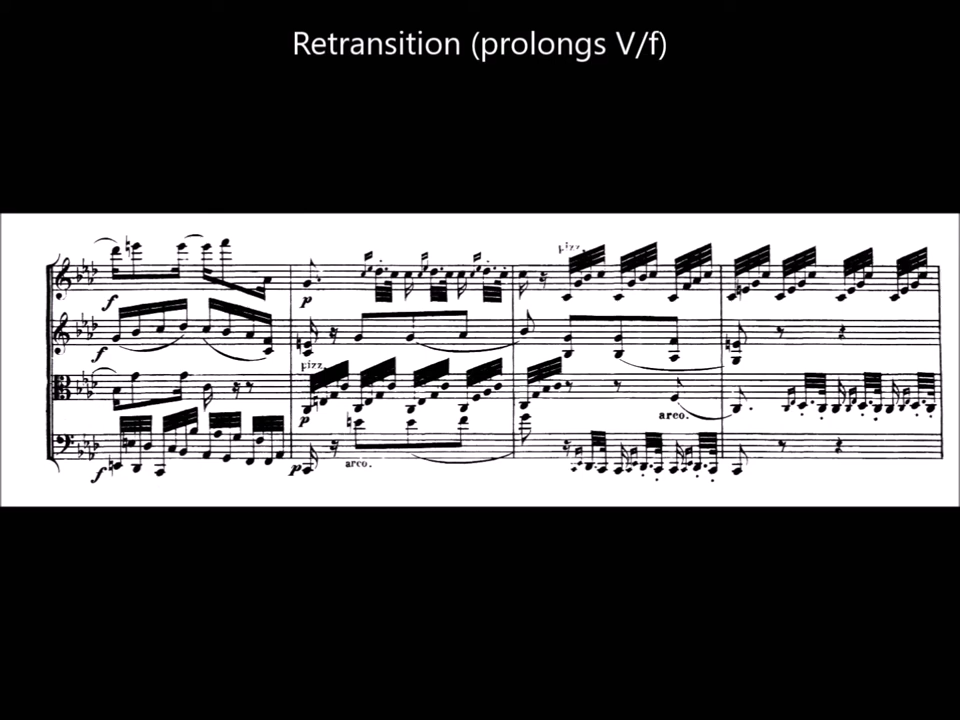 Retransition (prolongs V/f)
pizz.
f
p
f
pizz.
p
arco.
f
p
arco.